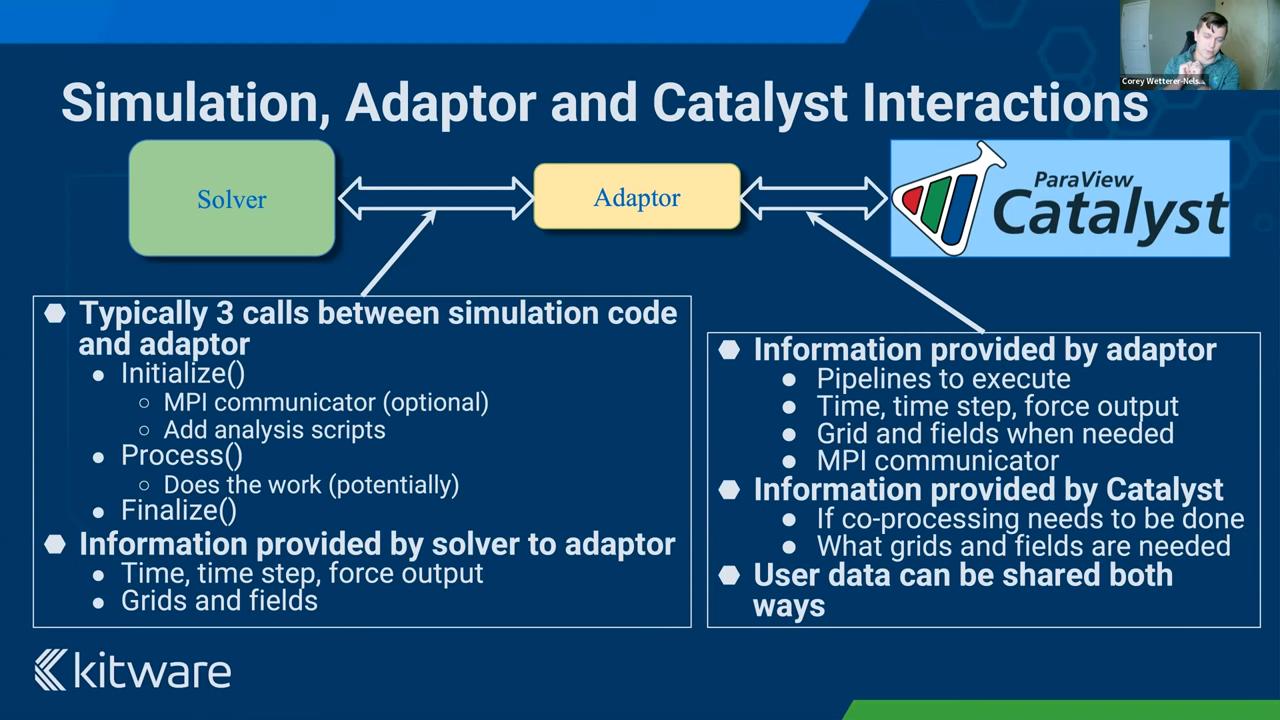 Corey Wetterer-Nels...
Simulation, Adaptor and Catalyst Interactions
Solver
Adaptor
ParaView
Catalyst
Typically 3 calls between simulation code
and adaptor
Initialize()
MPI communicator (optional)
Add analysis scripts
Process()
Does the work (potentially)
Finalize()
Information provided by solver to adaptor
Time, time step, force output
Grids and fields
Information provided by adaptor
Pipelines to execute
Time, time step, force output
Grid and fields when needed
MPI communicator
Information provided by Catalyst
If co-processing needs to be done
What grids and fields are needed
User data can be shared both
ways
kitware